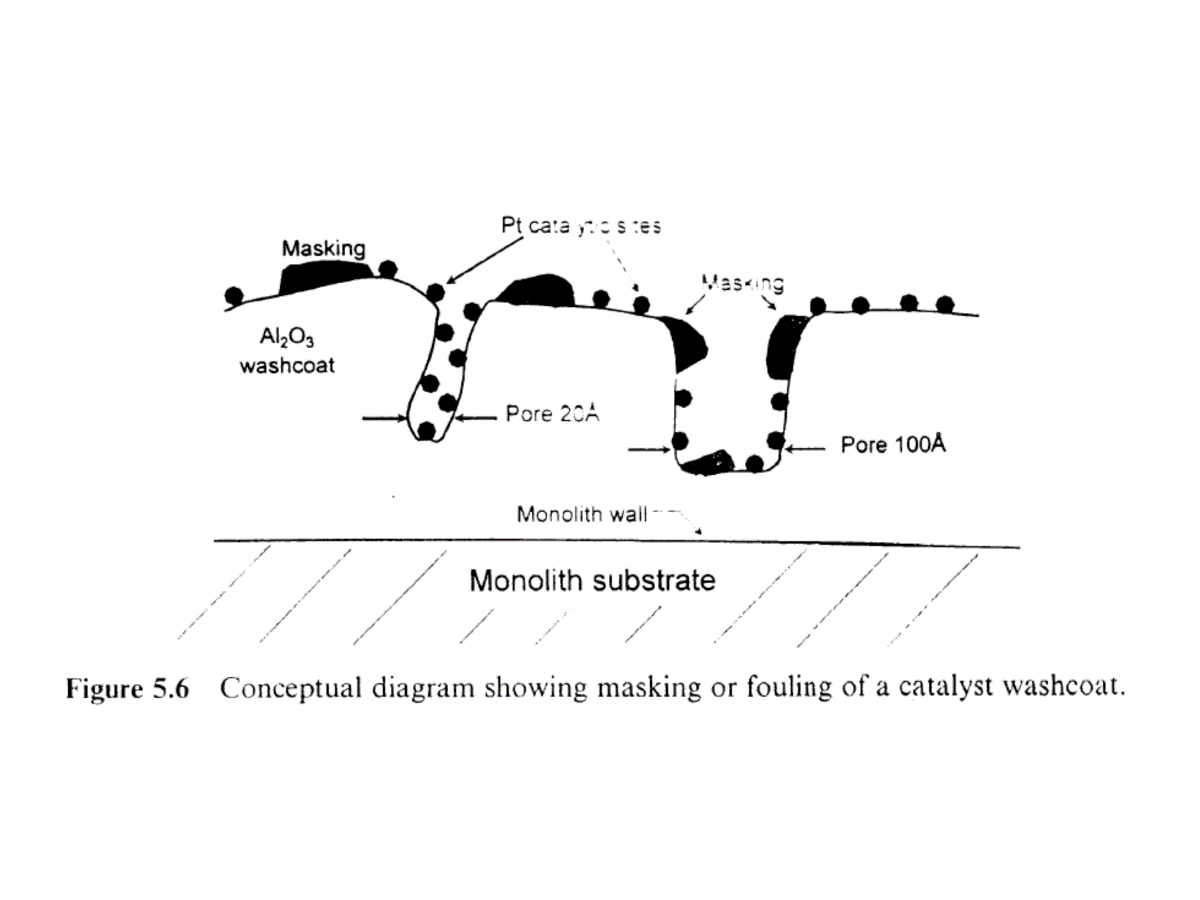 Pt catalytic sites
Masking
Masking
Al₂O₃
washcoat
Pore 20Å
Pore 100Å
Monolith wall
Monolith substrate
Figure 5.6 Conceptual diagram showing masking or fouling of a catalyst washcoat.